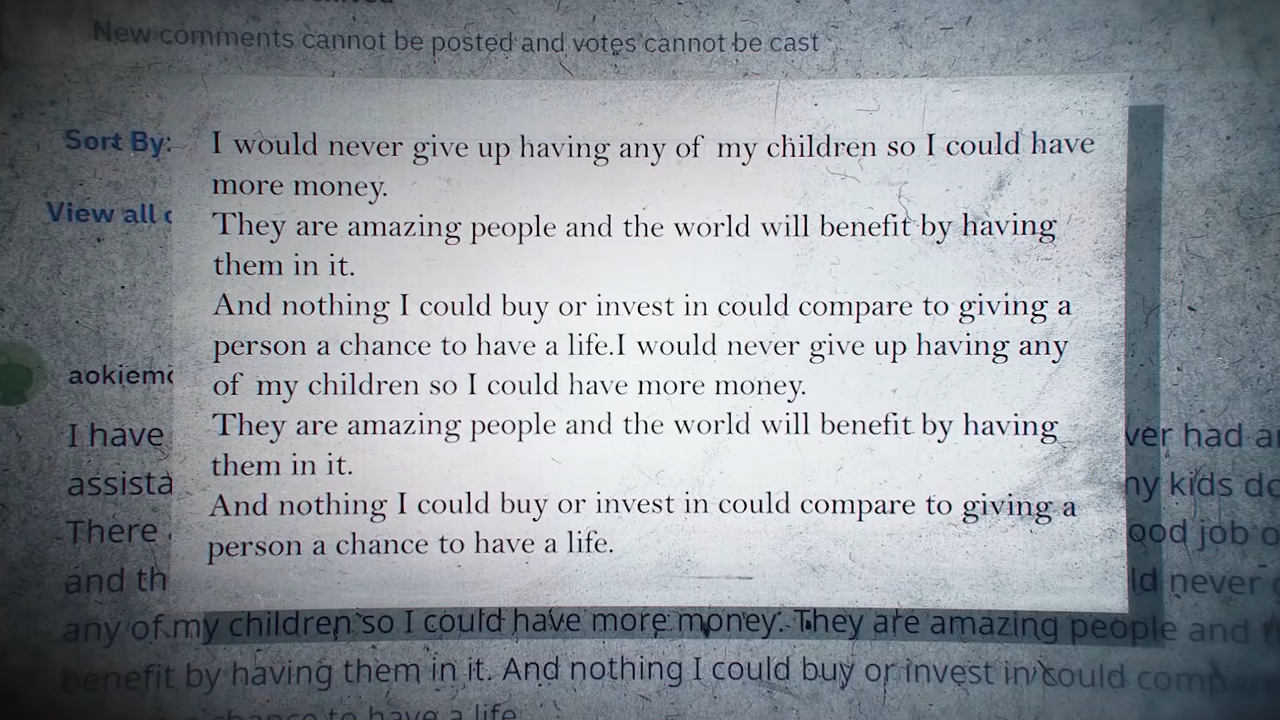 New comments cannot be posted and votes cannot be cast
Sort By:
View all
I would never give up having any of my children so I could have
more money.
They are amazing people and the world will benefit by having
them in it.
And nothing I could buy or invest in could compare to giving a
person a chance to have a life.I would never give up having any
of my children so I could have more money.
They are amazing people and the world will benefit by having
them in it.
And nothing I could buy or invest in could compare to giving a
person a chance to have a life.
I have
had
assista
kids
There
ood job
and th
never
any of my children so I could have more money. They are amazing people and
benefit by having them in it. And nothing I could buy or invest in could
to have a life